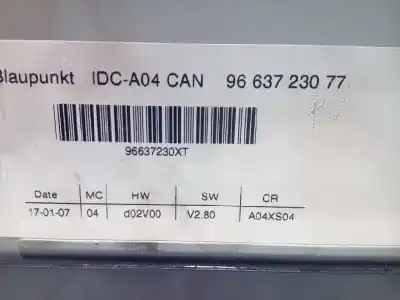 Blaupunkt IDC-A04 CAN 96 637 230 77
96637230XT
Date MC HW SW CR
17-01-07 04 d02V00 V2.80 A04XS04